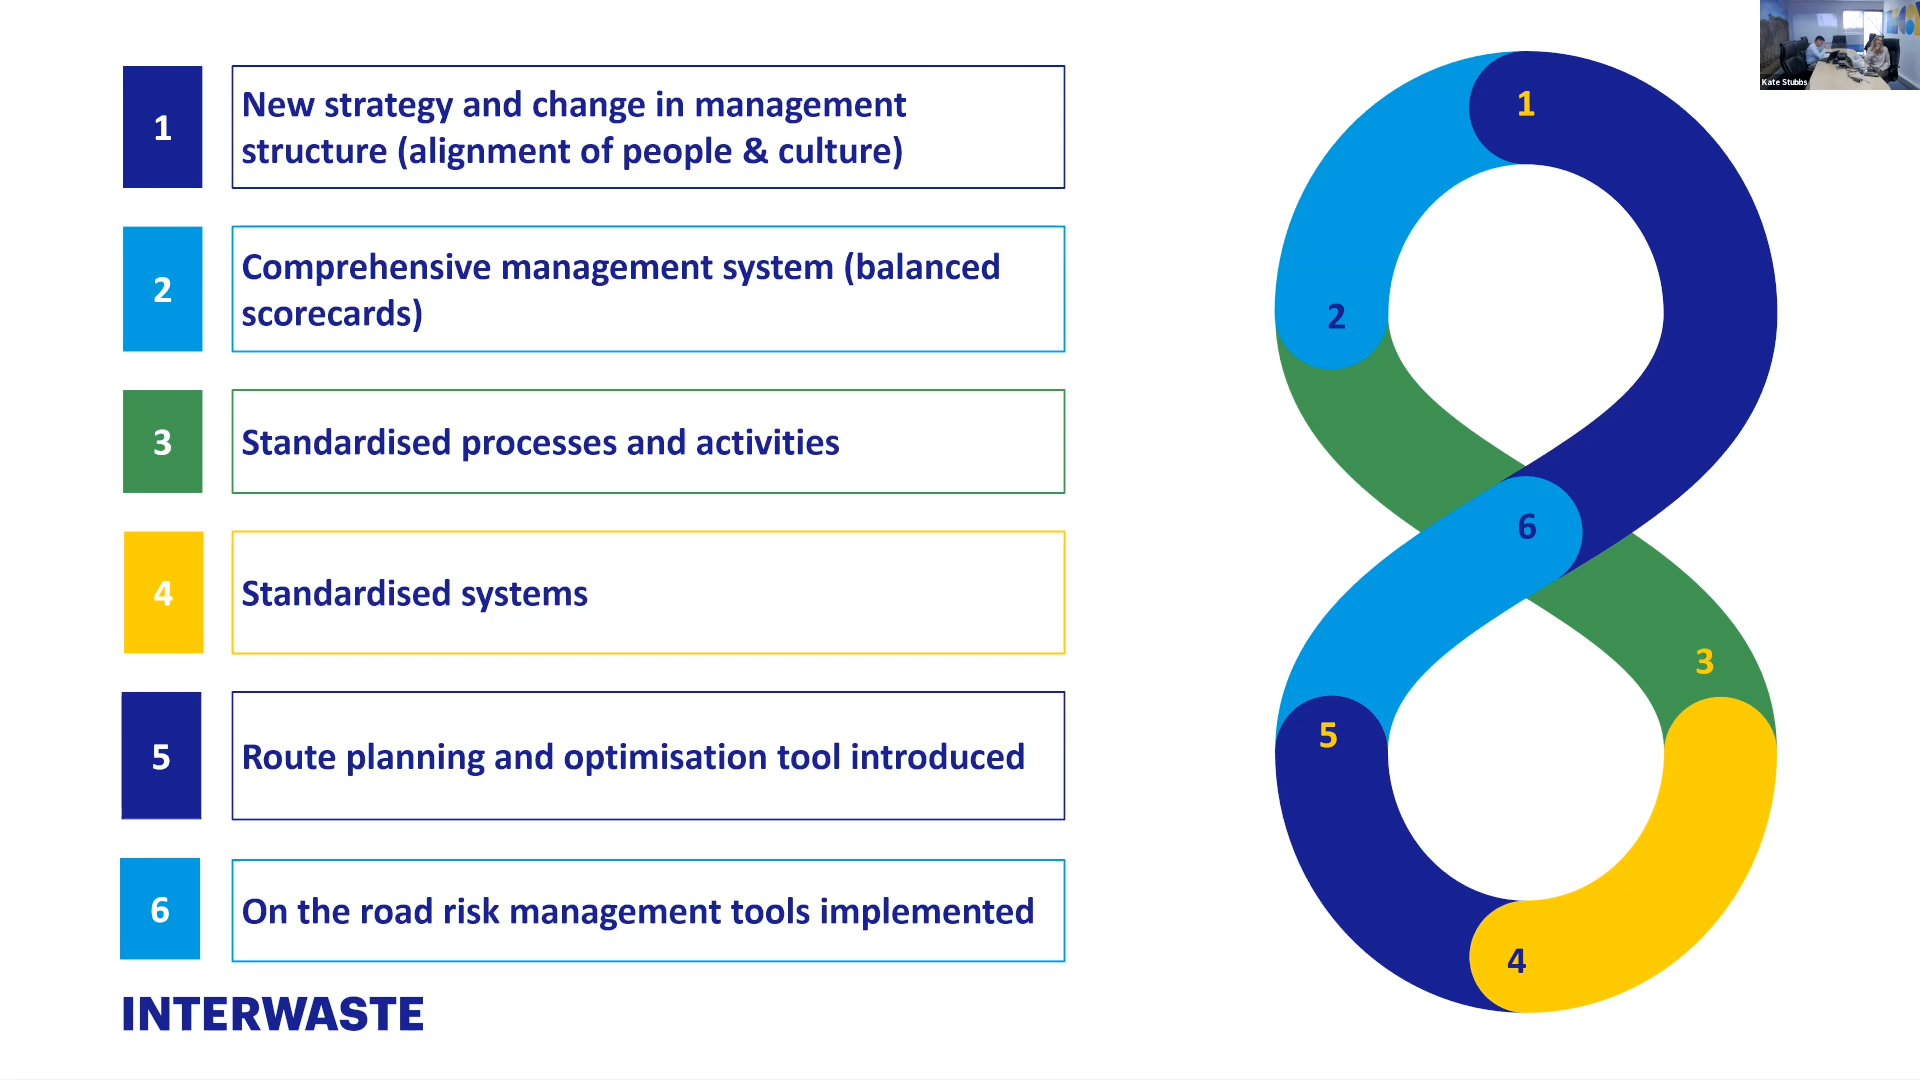 1
New strategy and change in management
structure (alignment of people & culture)
2
Comprehensive management system (balanced
scorecards)
3
Standardised processes and activities
4
Standardised systems
5
Route planning and optimisation tool introduced
6
On the road risk management tools implemented
INTERWASTE
1
2
6
3
5
4
Kate Stubbs